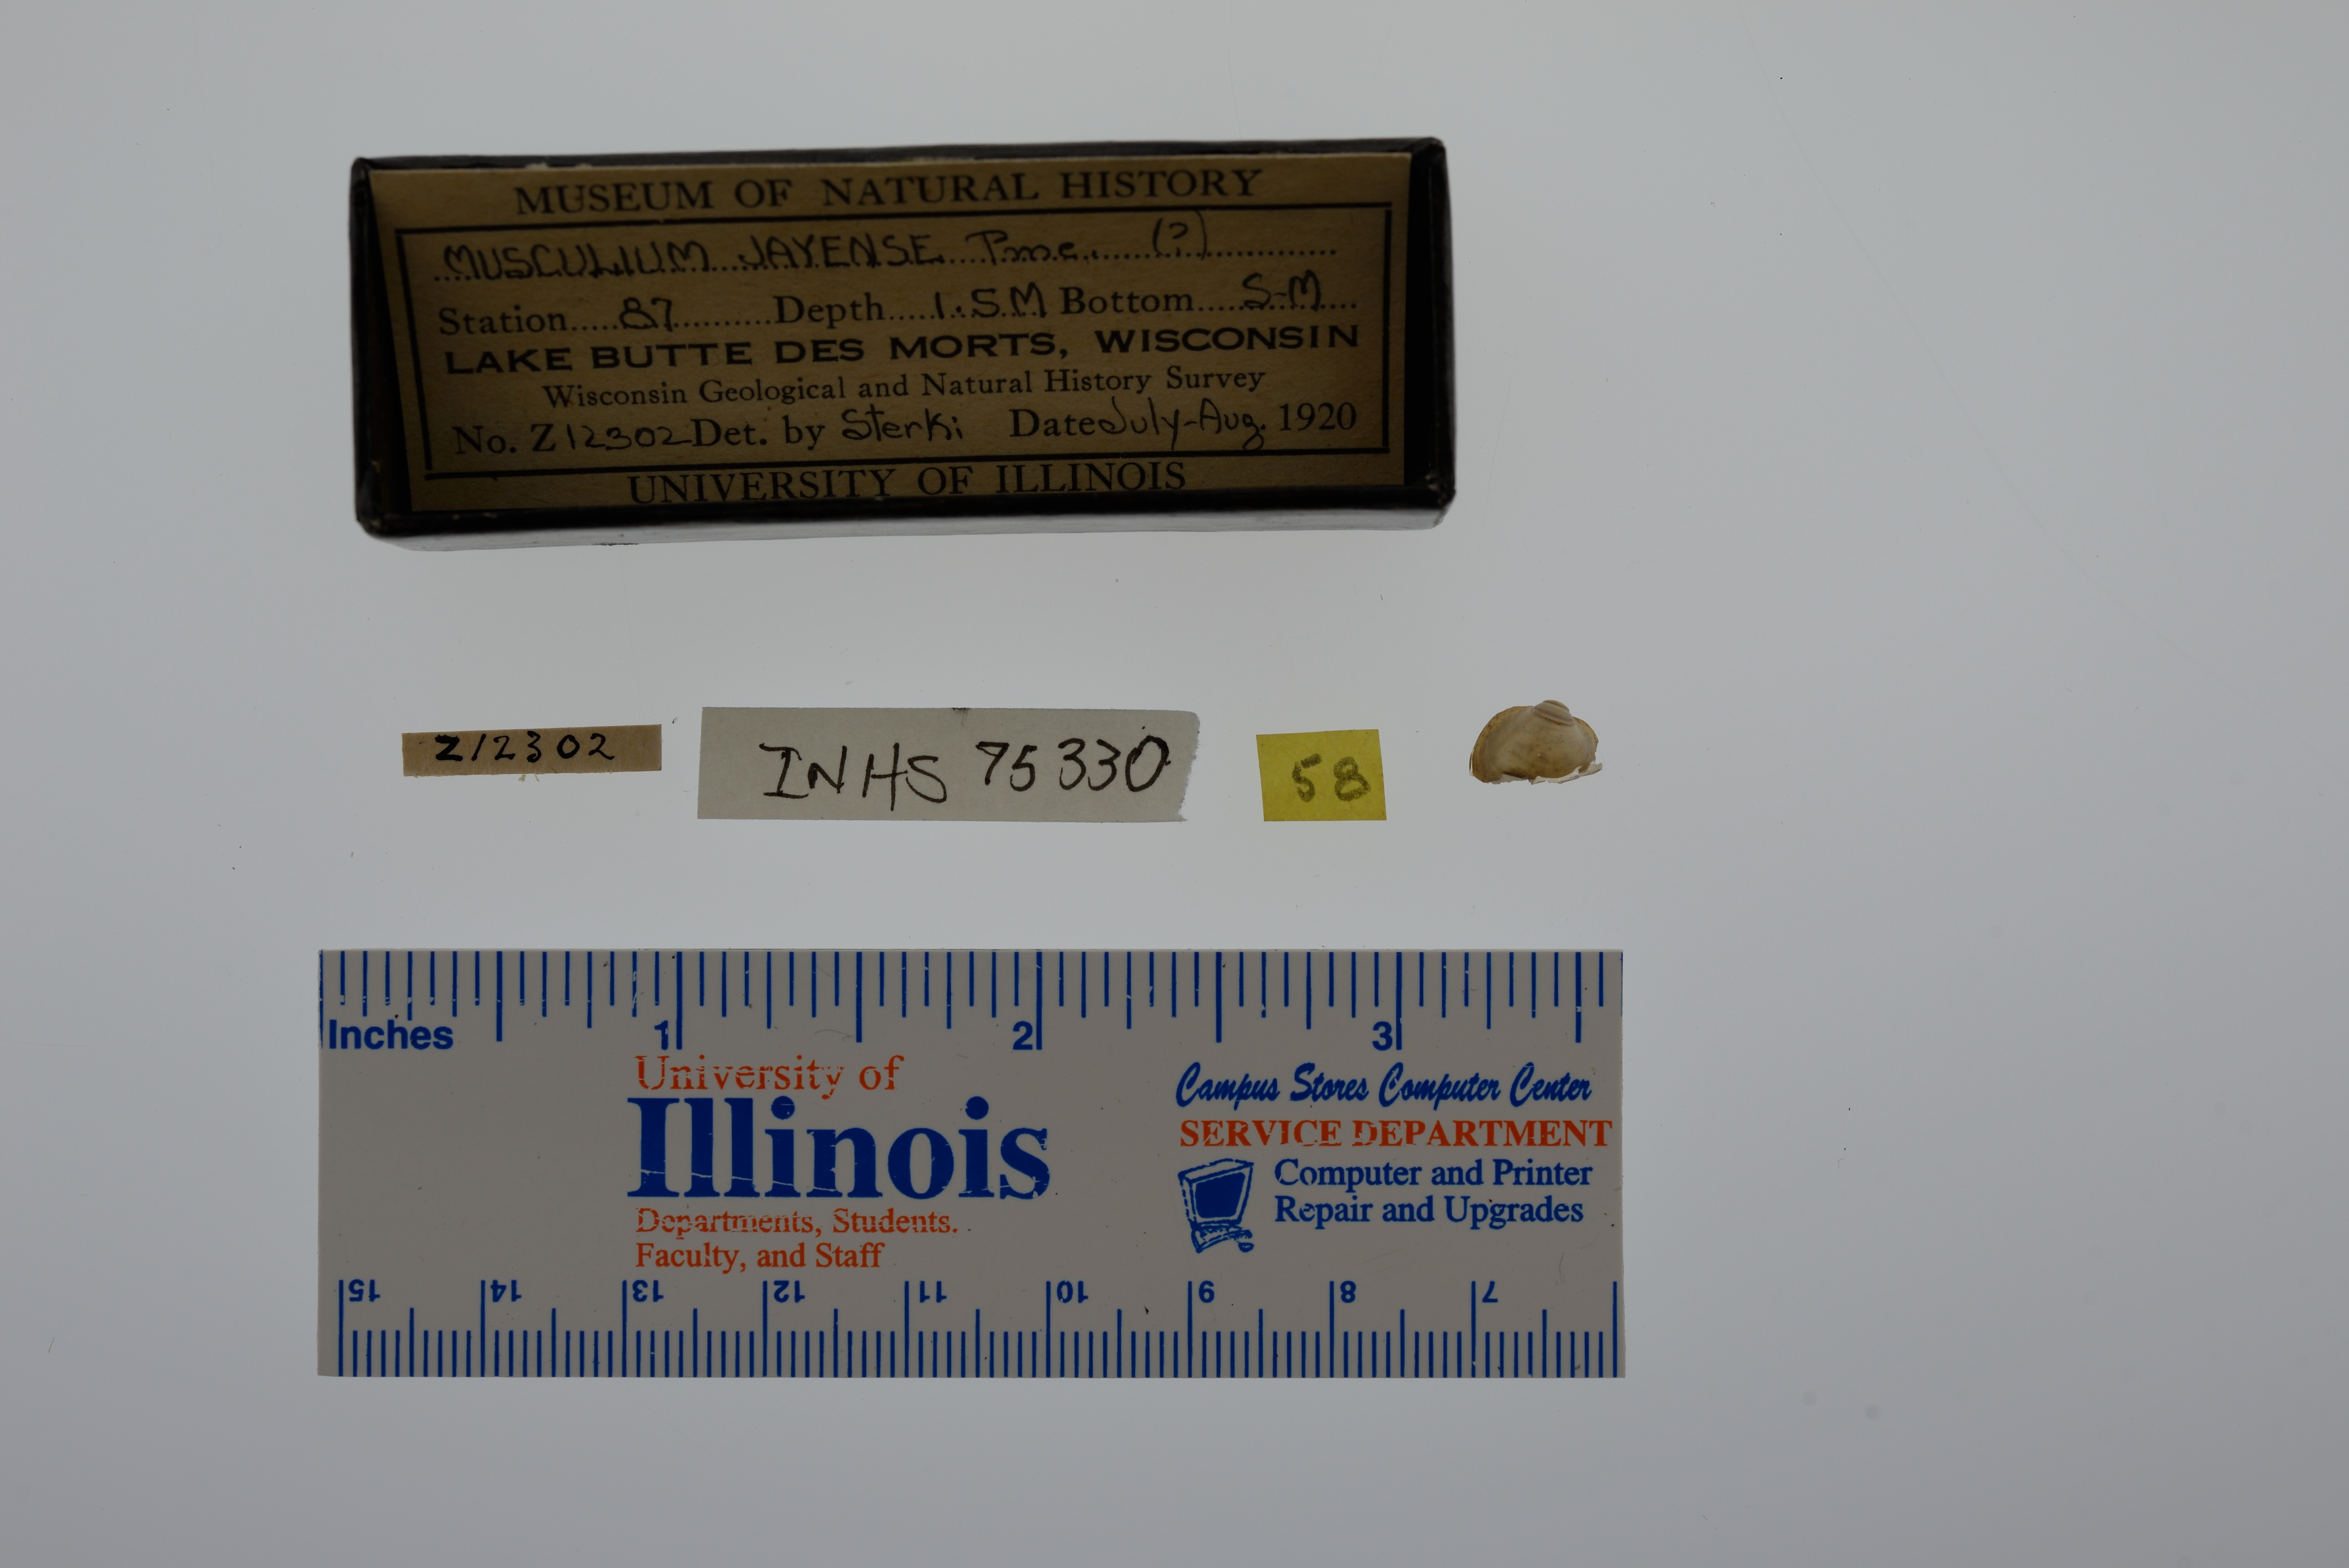 MUSEUM OF NATURAL HISTORY
MUSCULIUM JAYENSE Pme. (?)
Station 87 Depth 1.5M Bottom S-M
LAKE BUTTE DES MORTS, WISCONSIN
Wisconsin Geological and Natural History Survey
No. Z12302 Det. by Sterki Date July-Aug. 1920
UNIVERSITY OF ILLINOIS
Z12302
INHS 75330
58
Inches 1 2 3
University of
Illinois
Departments, Students.
Faculty, and Staff
Campus Stores Computer Center
SERVICE DEPARTMENT
Computer and Printer
Repair and Upgrades
15 14 13 12 11 10 9 8 7